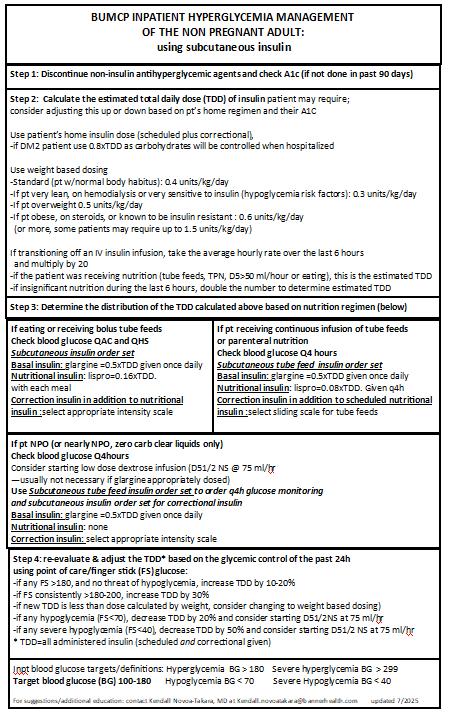 BUMCP INPATIENT HYPERGLYCEMIA MANAGEMENT
OF THE NON PREGNANT ADULT:
using subcutaneous insulin
Step 1: Discontinue non-insulin antihyperglycemic agents and check A1c (if not done in past 90 days)
Step 2: Calculate the estimated total daily dose (TDD) of insulin patient may require;
consider adjusting this up or down based on pt's home regimen and their A1C
Use patient's home insulin dose (scheduled plus correctional),
-if DM2 patient use 0.8xTDD as carbohydrates will be controlled when hospitalized
Use weight based dosing
-Standard (pt w/normal body habitus): 0.4 units/kg/day
-If pt very lean, on hemodialysis or very sensitive to insulin (hypoglycemia risk factors): 0.3 units/kg/day
-If pt overweight 0.5 units/kg/day
-If pt obese, on steroids, or known to be insulin resistant : 0.6 units/kg/day
(or more, some patients may require up to 1.5 units/kg/day)
If transitioning off an IV insulin infusion, take the average hourly rate over the last 6 hours
and multiply by 20
-if the patient was receiving nutrition (tube feeds, TPN, D5>50 ml/hour or eating), this is the estimated TDD
-if insignificant nutrition during the last 6 hours, double the number to determine estimated TDD
Step 3: Determine the distribution of the TDD calculated above based on nutrition regimen (below)
If eating or receiving bolus tube feeds
Check blood glucose QAC and QHS
Subcutaneous insulin order set
Basal insulin: glargine =0.5xTDD given once daily
Nutritional insulin: lispro=0.16xTDD.
with each meal
Correction insulin in addition to nutritional
insulin :select appropriate intensity scale
If pt receiving continuous infusion of tube feeds
or parenteral nutrition
Check blood glucose Q4 hours
Subcutaneous tube feed insulin order set
Basal insulin: glargine =0.5xTDD given once daily
Nutritional insulin: lispro=0.08xTDD. Given q4h
Correction insulin in addition to scheduled nutritional
insulin :select sliding scale for tube feeds
If pt NPO (or nearly NPO, zero carb clear liquids only)
Check blood glucose Q4hours
Consider starting low dose dextrose infusion (D51/2 NS @ 75 ml/hr
—usually not necessary if glargine appropriately dosed)
Use Subcutaneous tube feed insulin order set to order q4h glucose monitoring
and subcutaneous insulin order set for correctional insulin
Basal insulin: glargine =0.5xTDD given once daily
Nutritional insulin: none
Correction insulin: select appropriate intensity scale
Step 4: re-evaluate & adjust the TDD* based on the glycemic control of the past 24h
using point of care/finger stick (FS) glucose:
-if any FS >180, and no threat of hypoglycemia, increase TDD by 10-20%
-if FS consistently >180-200, increase TDD by 30%
-if new TDD is less than dose calculated by weight, consider changing to weight based dosing)
-if any hypoglycemia (FS<70), decrease TDD by 20% and consider starting D51/2NS at 75 ml/hr
-if any severe hypoglycemia (FS<40), decrease TDD by 50% and consider starting D51/2 NS at 75 ml/hr
* TDD=all administered insulin (scheduled and correctional given)
Inpt blood glucose targets/definitions: Hyperglycemia BG > 180 Severe hyperglycemia BG > 299
Target blood glucose (BG) 100-180 Hypoglycemia BG < 70 Severe Hypoglycemia BG < 40
For suggestions/additional education: contact Kendall Novoa-Takara, MD at Kendall.novoatakara@bannerhealth.com updated 7/2025